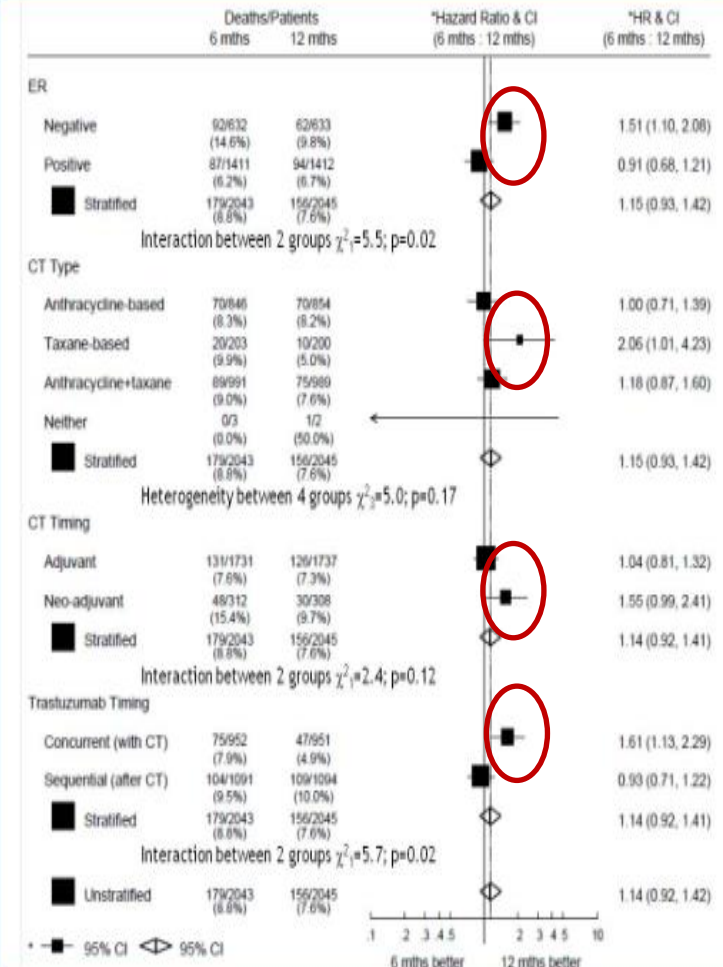 Deaths/Patients *Hazard Ratio & CI *HR & CI
6 mths 12 mths (6 mths : 12 mths) (6 mths : 12 mths)
ER
Negative 92/632 62/633 1.51 (1.10, 2.08)
(14.6%) (9.8%)
Positive 87/1411 94/1412 0.91 (0.68, 1.21)
(6.2%) (6.7%)
Stratified 179/2043 156/2045 1.15 (0.93, 1.42)
(8.8%) (7.6%)
Interaction between 2 groups χ²₁=5.5; p=0.02
CT Type
Anthracycline-based 70/846 70/854 1.00 (0.71, 1.39)
(8.3%) (8.2%)
Taxane-based 20/203 10/200 2.06 (1.01, 4.23)
(9.9%) (5.0%)
Anthracycline+taxane 89/991 75/989 1.18 (0.87, 1.60)
(9.0%) (7.6%)
Neither 0/3 1/2
(0.0%) (50.0%)
Stratified 179/2043 156/2045 1.15 (0.93, 1.42)
(8.8%) (7.6%)
Heterogeneity between 4 groups χ²₃=5.0; p=0.17
CT Timing
Adjuvant 131/1731 126/1737 1.04 (0.81, 1.32)
(7.6%) (7.3%)
Neo-adjuvant 48/312 30/308 1.55 (0.99, 2.41)
(15.4%) (9.7%)
Stratified 179/2043 156/2045 1.14 (0.92, 1.41)
(8.8%) (7.6%)
Interaction between 2 groups χ²₁=2.4; p=0.12
Trastuzumab Timing
Concurrent (with CT) 75/952 47/951 1.61 (1.13, 2.29)
(7.9%) (4.9%)
Sequential (after CT) 104/1091 109/1094 0.93 (0.71, 1.22)
(9.5%) (10.0%)
Stratified 179/2043 156/2045 1.14 (0.92, 1.41)
(8.8%) (7.6%)
Interaction between 2 groups χ²₁=5.7; p=0.02
Unstratified 179/2043 156/2045 1.14 (0.92, 1.42)
(8.8%) (7.6%)
.1 .2 .3 .4 .5 2 3 4 5 10
* 95% CI 95% CI 6 mths better 12 mths better